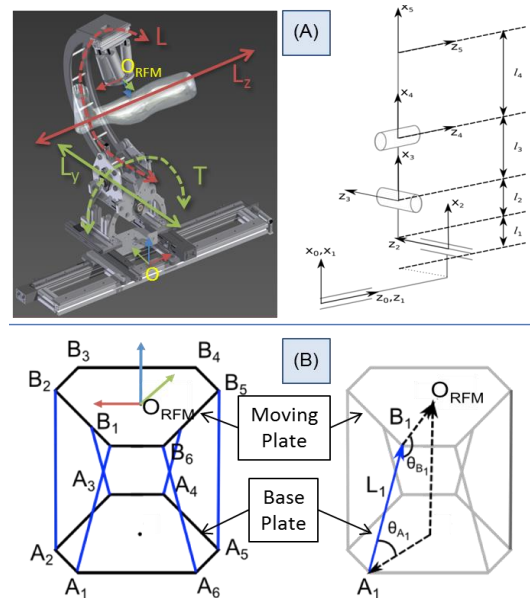 (A)
L
O_RFM
L_z
L_y
T
O
x_5
z_5
l_4
x_4
z_4
l_3
x_3
z_3
x_2
l_2
z_2
l_1
x_0,x_1
z_0,z_1
(B)
B_3
B_4
B_2
B_5
O_RFM
B_1
B_6
A_3
A_4
A_2
A_5
A_1
A_6
Moving
Plate
Base
Plate
O_RFM
B_1
θ_B_1
L_1
θ_A_1
A_1